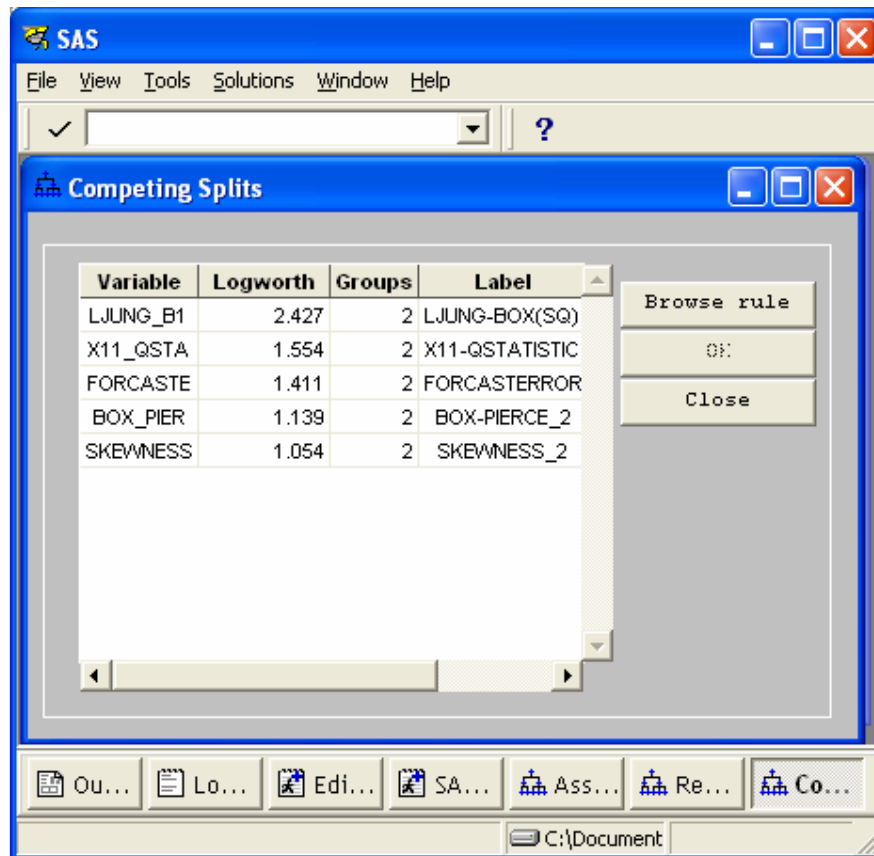 SAS
File View Tools Solutions Window Help
?
Competing Splits
Variable Logworth Groups Label
LJUNG_B1 2.427 2 LJUNG-BOX(SQ)
X11_QSTA 1.554 2 X11-QSTATISTIC
FORCASTE 1.411 2 FORCASTERROR
BOX_PIER 1.139 2 BOX-PIERCE_2
SKEWNESS 1.054 2 SKEWNESS_2
Browse rule
OK
Close
Ou... Lo... Edi... SA... Ass... Re... Co...
C:\Document